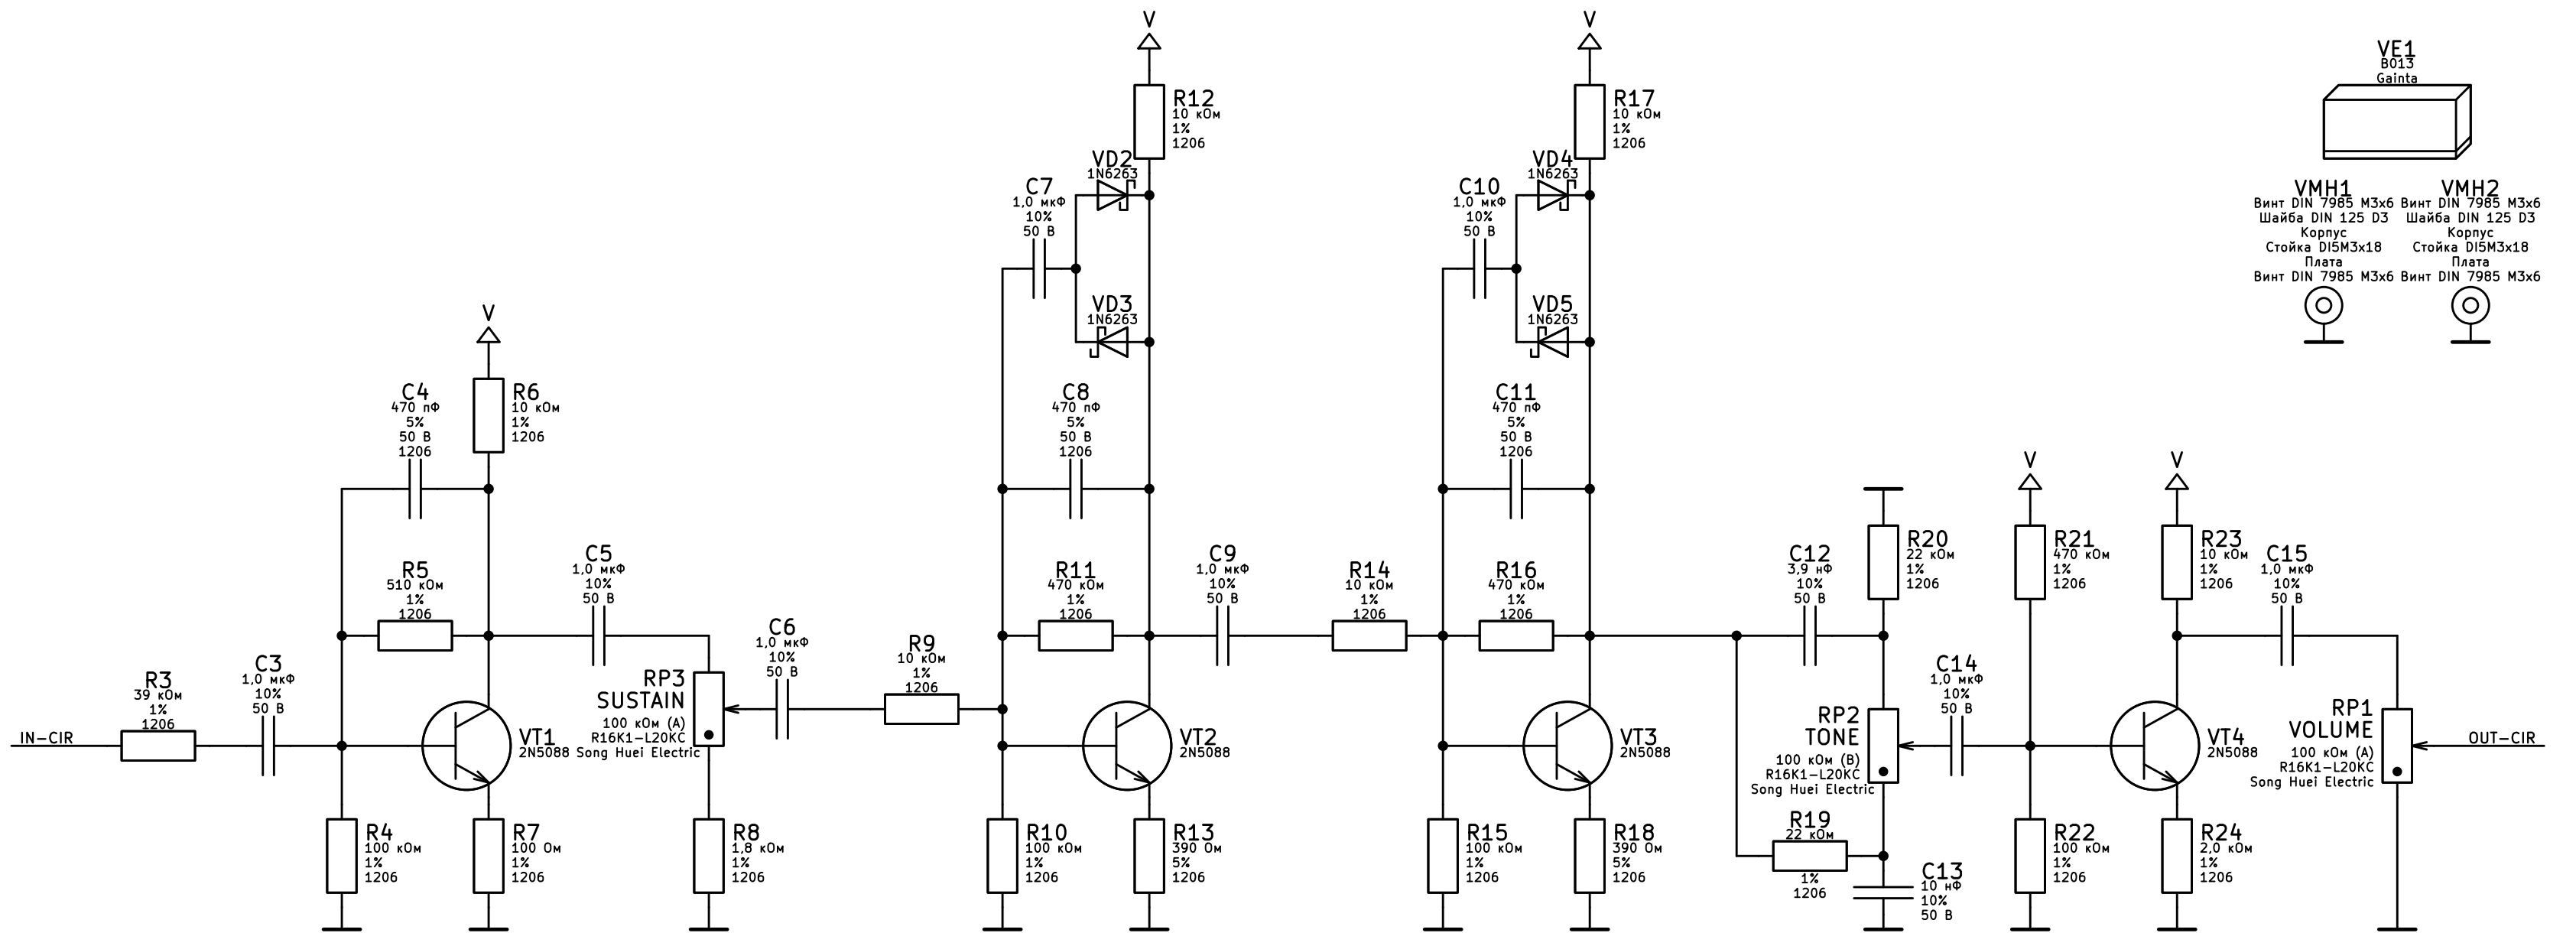 V
R12
10 кОм
1%
1206
VD2
1N6263
C7
1,0 мкФ
10%
50 В
VD3
1N6263
C8
470 пФ
5%
50 В
1206
V
R17
10 кОм
1%
1206
VD4
1N6263
C10
1,0 мкФ
10%
50 В
VD5
1N6263
C11
470 пФ
5%
50 В
1206
VE1
B013
Gainta
VMH1
Винт DIN 7985 М3х6
Шайба DIN 125 D3
Корпус
Стойка DI5M3x18
Плата
Винт DIN 7985 М3х6
VMH2
Винт DIN 7985 М3х6
Шайба DIN 125 D3
Корпус
Стойка DI5M3x18
Плата
Винт DIN 7985 М3х6
V
C4
470 пФ
5%
50 В
1206
R6
10 кОм
1%
1206
R5
510 кОм
1%
1206
C5
1,0 мкФ
10%
50 В
IN-CIR
R3
39 кОм
1%
1206
C3
1,0 мкФ
10%
50 В
VT1
2N5088
RP3
SUSTAIN
100 кОм (A)
R16K1-L20KC
Song Huei Electric
C6
1,0 мкФ
10%
50 В
R9
10 кОм
1%
1206
R11
470 кОм
1%
1206
C9
1,0 мкФ
10%
50 В
VT2
2N5088
R14
10 кОм
1%
1206
R16
470 кОм
1%
1206
VT3
2N5088
C12
3,9 нФ
10%
50 В
R20
22 кОм
1%
1206
RP2
TONE
100 кОм (B)
R16K1-L20KC
Song Huei Electric
C14
1,0 мкФ
10%
50 В
V
R21
470 кОм
1%
1206
V
R23
10 кОм
1%
1206
C15
1,0 мкФ
10%
50 В
VT4
2N5088
RP1
VOLUME
100 кОм (A)
R16K1-L20KC
Song Huei Electric
OUT-CIR
R4
100 кОм
1%
1206
R7
100 Ом
1%
1206
R8
1,8 кОм
1%
1206
R10
100 кОм
1%
1206
R13
390 Ом
5%
1206
R15
100 кОм
1%
1206
R18
390 Ом
5%
1206
R19
22 кОм
1%
1206
C13
10 нФ
10%
50 В
R22
100 кОм
1%
1206
R24
2,0 кОм
1%
1206